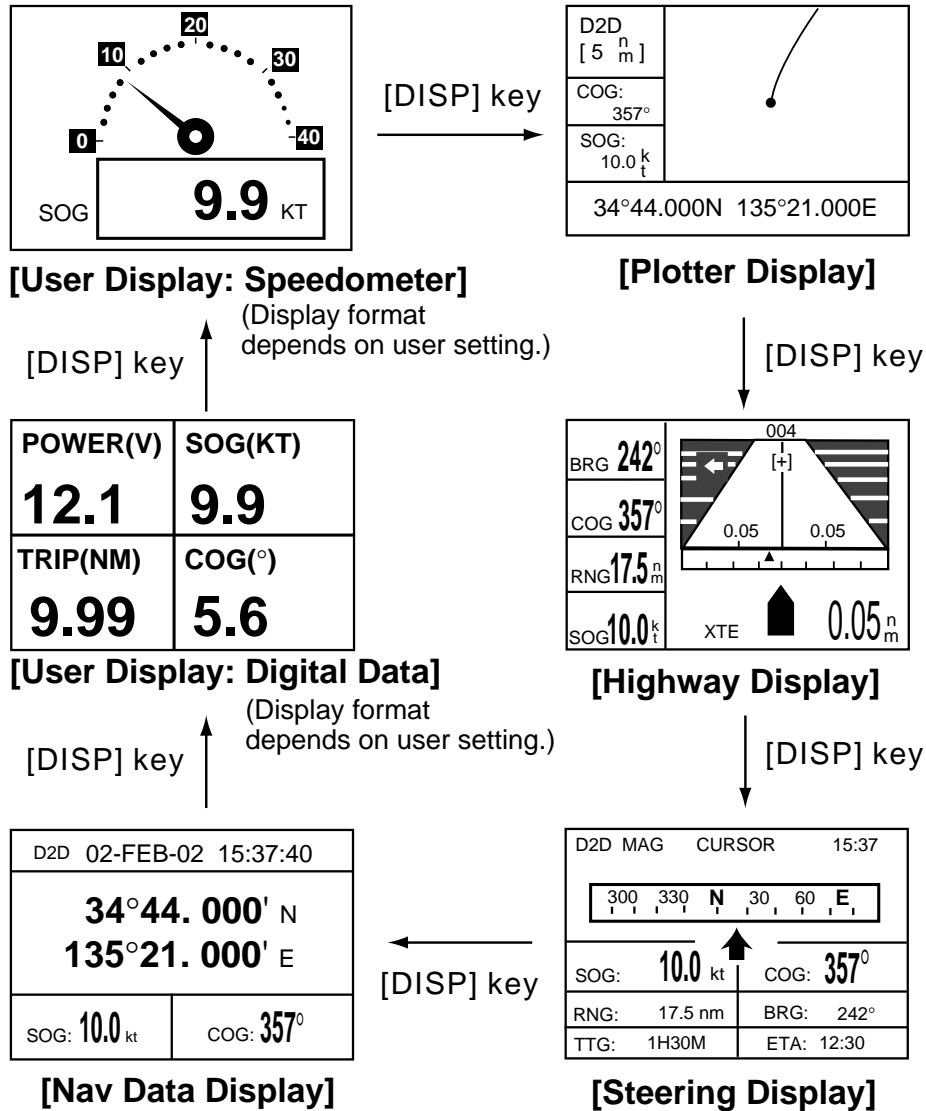 20
10
30
0
40
SOG 9.9 KT
[User Display: Speedometer]
(Display format
depends on user setting.)
[DISP] key
D2D
[ 5 n m ]
COG:
357°
SOG:
10.0 k t
34°44.000N 135°21.000E
[Plotter Display]
[DISP] key
[DISP] key
POWER(V) SOG(KT)
12.1 9.9
TRIP(NM) COG(°)
9.99 5.6
[User Display: Digital Data]
(Display format
depends on user setting.)
BRG 242°
COG 357°
RNG 17.5 n m
SOG 10.0 k t
004
[+]
0.05 0.05
XTE 0.05 n m
[Highway Display]
[DISP] key
[DISP] key
D2D 02-FEB-02 15:37:40
34°44. 000' N
135°21. 000' E
SOG: 10.0 kt COG: 357°
[Nav Data Display]
[DISP] key
D2D MAG CURSOR 15:37
300 330 N 30 60 E
SOG: 10.0 kt COG: 357°
RNG: 17.5 nm BRG: 242°
TTG: 1H30M ETA: 12:30
[Steering Display]